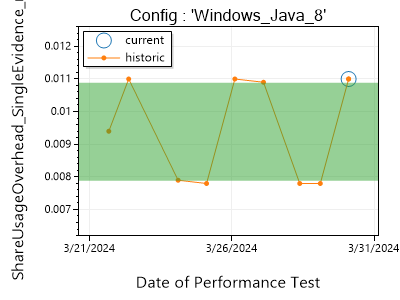 Config : 'Windows_Java_8'
ShareUsageOverhead_SingleEvidence_
current
historic
0.012
0.011
0.01
0.009
0.008
0.007
3/21/2024
3/26/2024
3/31/2024
Date of Performance Test